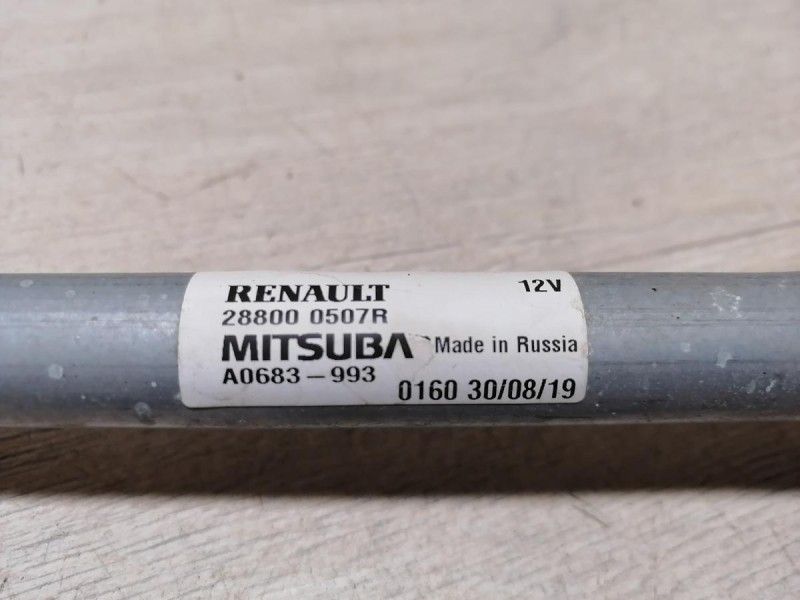 RENAULT 12V
28800 0507R
MITSUBA Made in Russia
A0683-993
0160 30/08/19